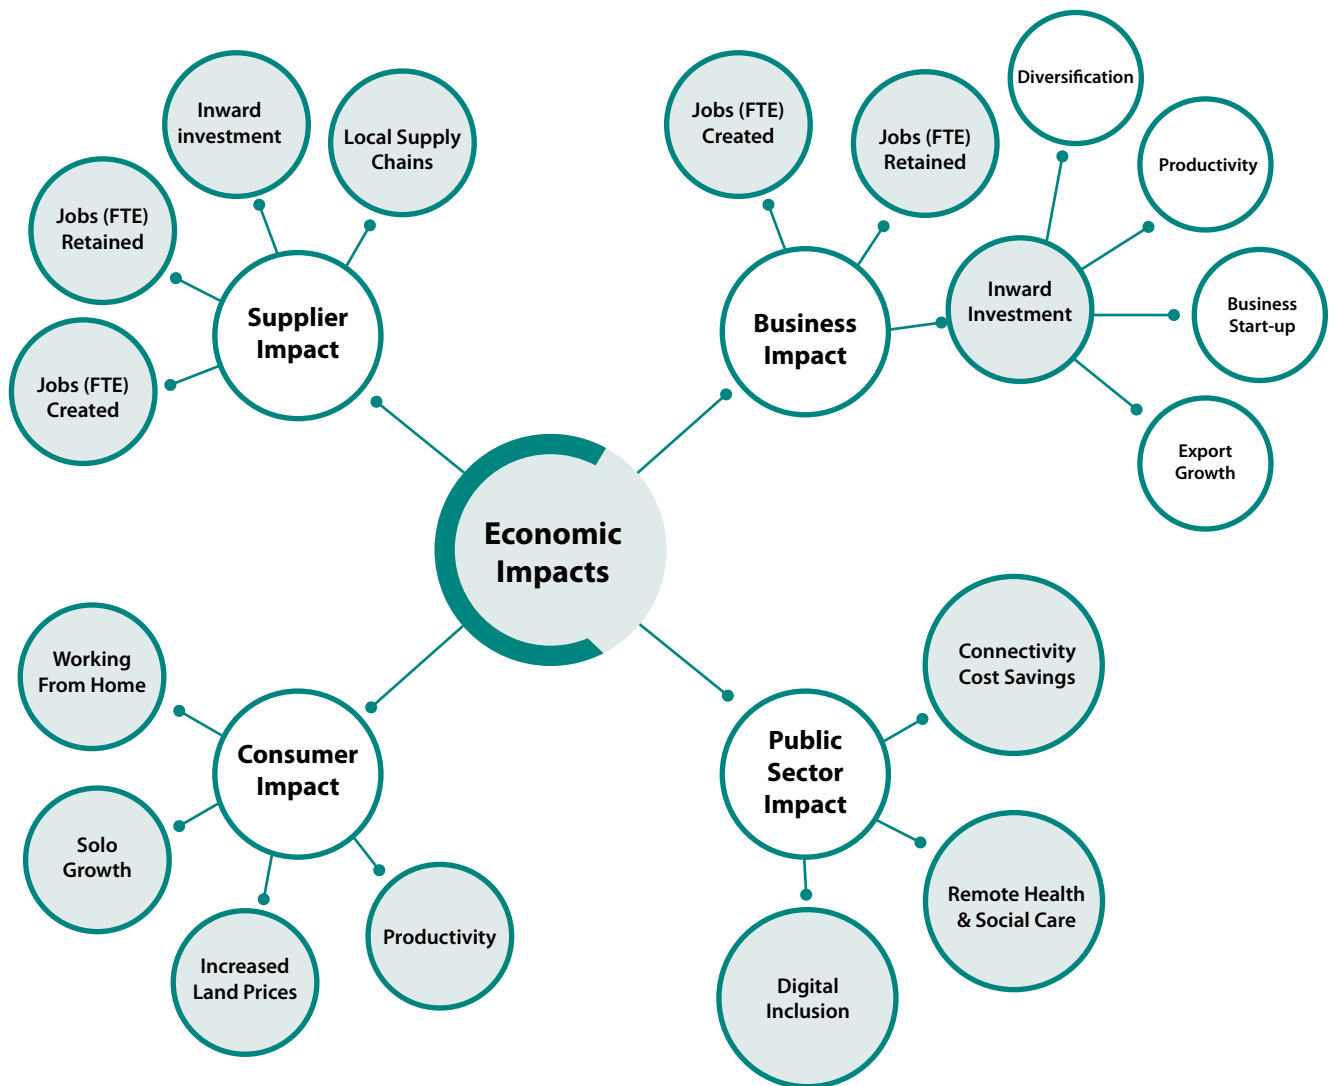 Inward
investment
Local Supply
Chains
Jobs (FTE)
Retained
Jobs (FTE)
Created
Supplier
Impact
Jobs (FTE)
Created
Jobs (FTE)
Retained
Business
Impact
Inward
Investment
Diversification
Productivity
Business
Start-up
Export
Growth
Economic
Impacts
Working
From Home
Solo
Growth
Increased
Land Prices
Productivity
Consumer
Impact
Public
Sector
Impact
Connectivity
Cost Savings
Remote Health
& Social Care
Digital
Inclusion